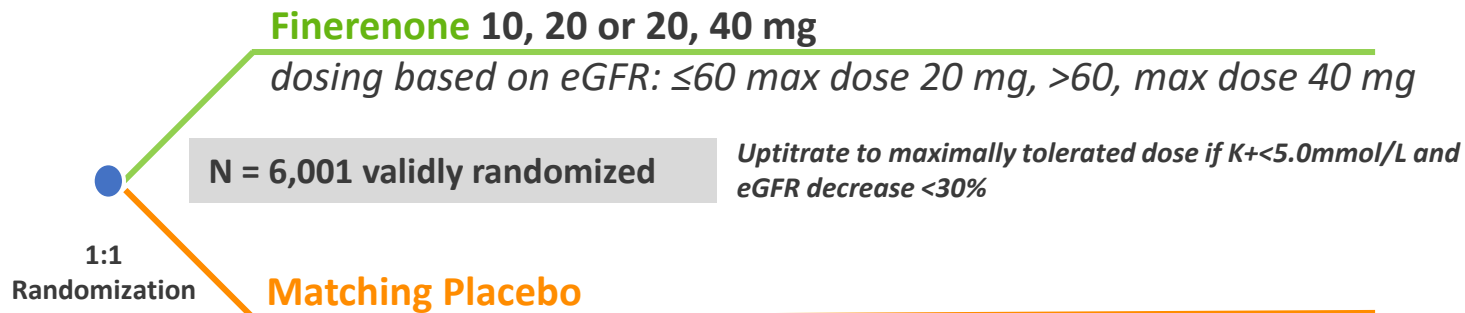 Finerenone 10, 20 or 20, 40 mg
dosing based on eGFR: ≤60 max dose 20 mg, >60, max dose 40 mg
N = 6,001 validly randomized
Uptitrate to maximally tolerated dose if K+<5.0mmol/L and
eGFR decrease <30%
1:1
Randomization
Matching Placebo